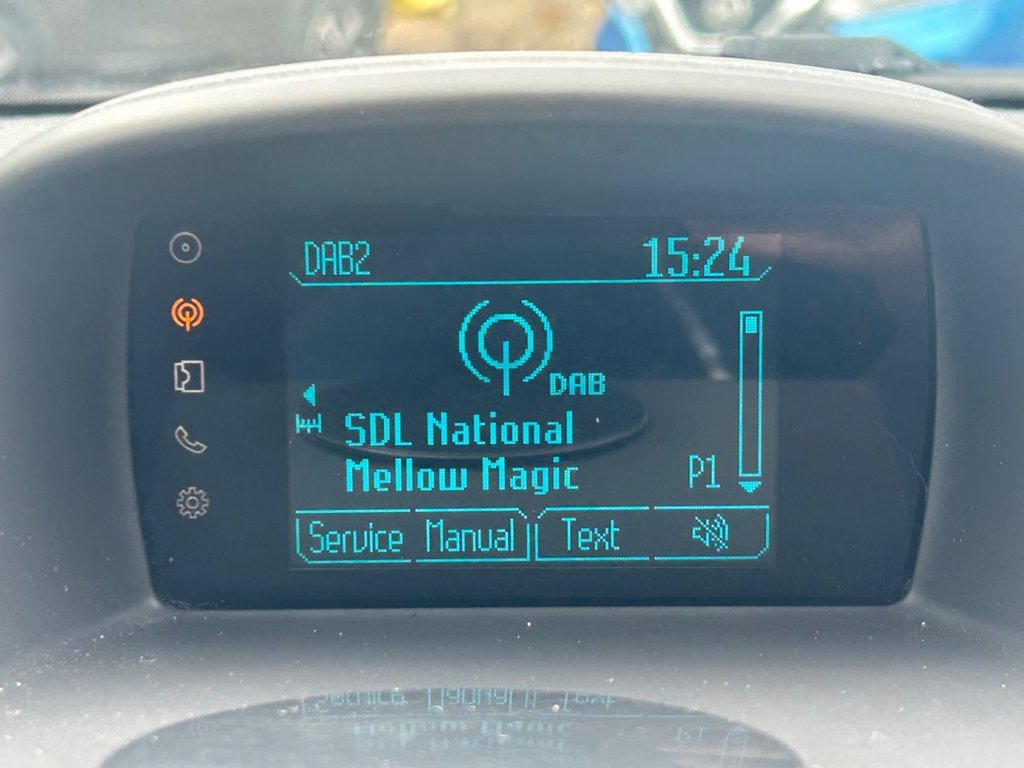 DAB2 15:24
DAB
SDL National
Mellow Magic P1
Service Manual Text